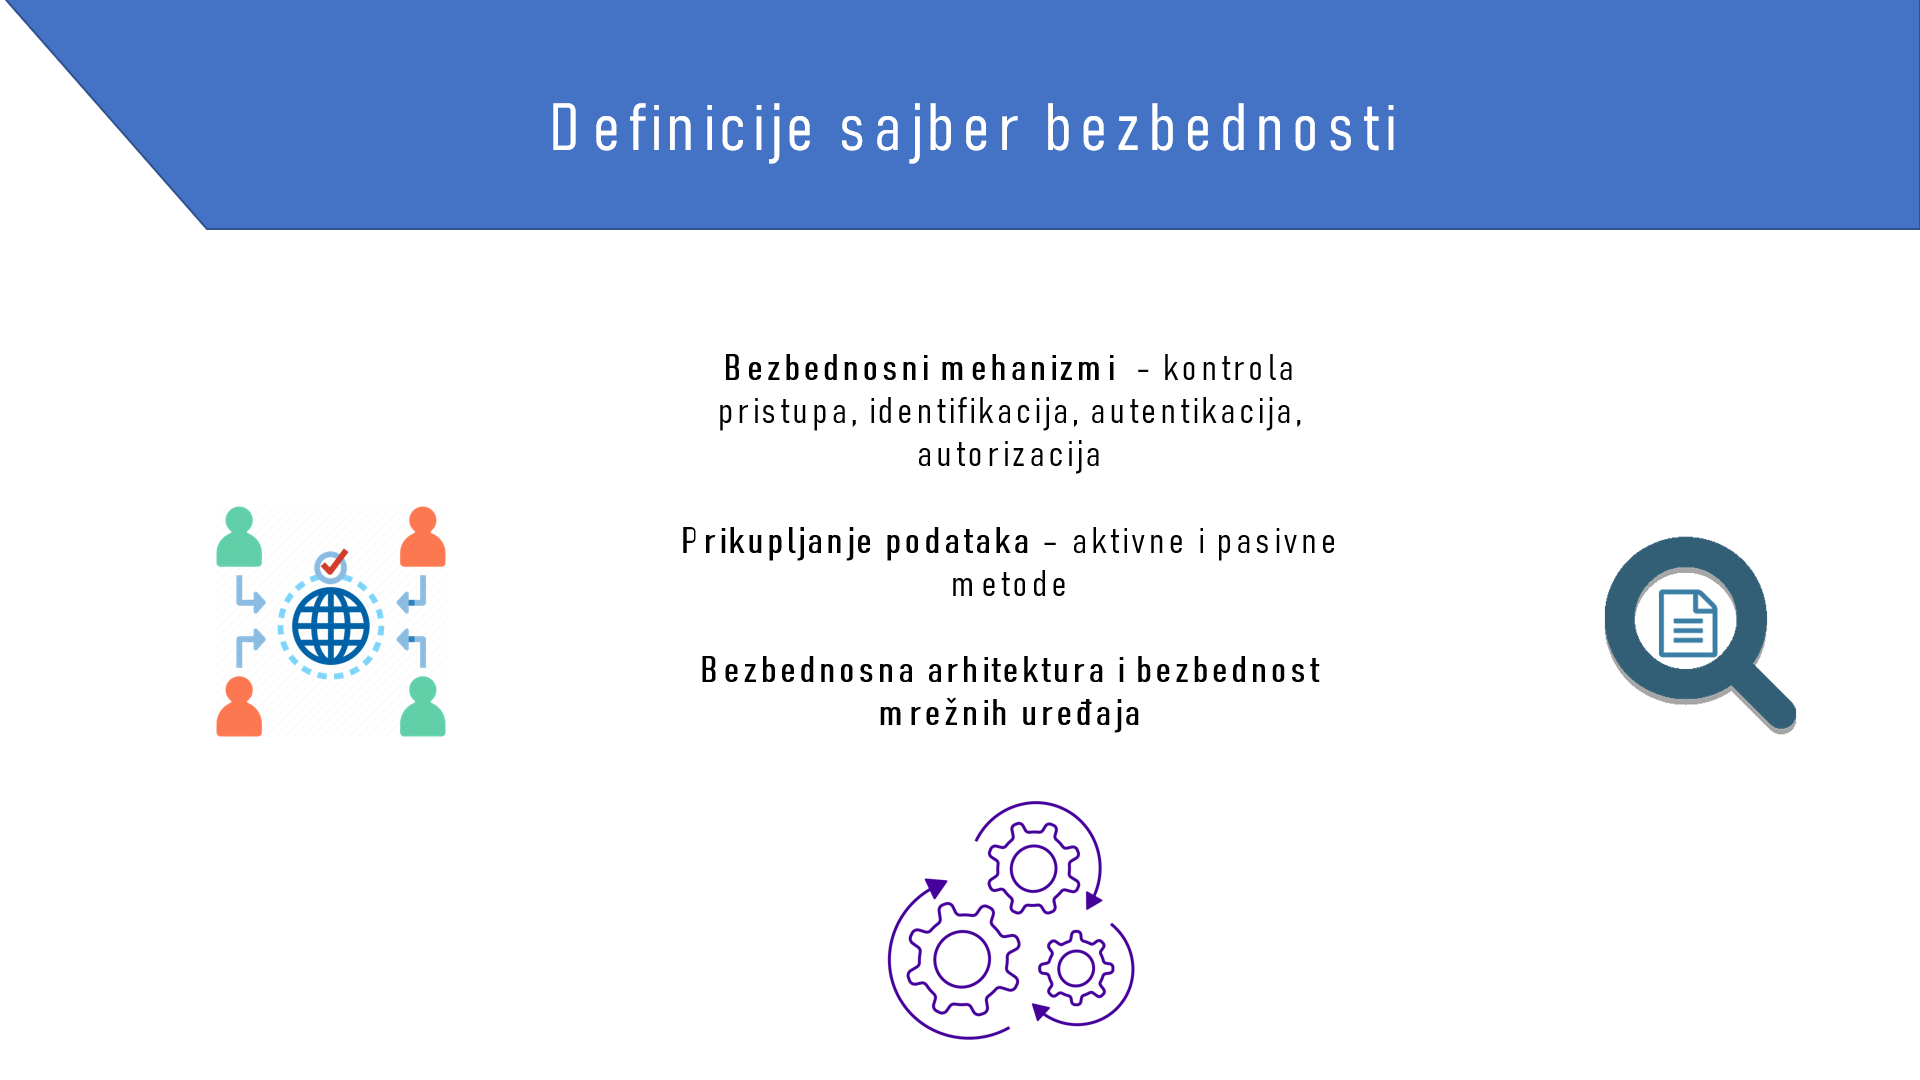 Definicije sajber bezbednosti
Bezbednosni mehanizmi - kontrola
pristupa, identifikacija, autentikacija,
autorizacija
Prikupljanje podataka – aktivne i pasivne
metode
Bezbednosna arhitektura i bezbednost
mrežnih uređaja